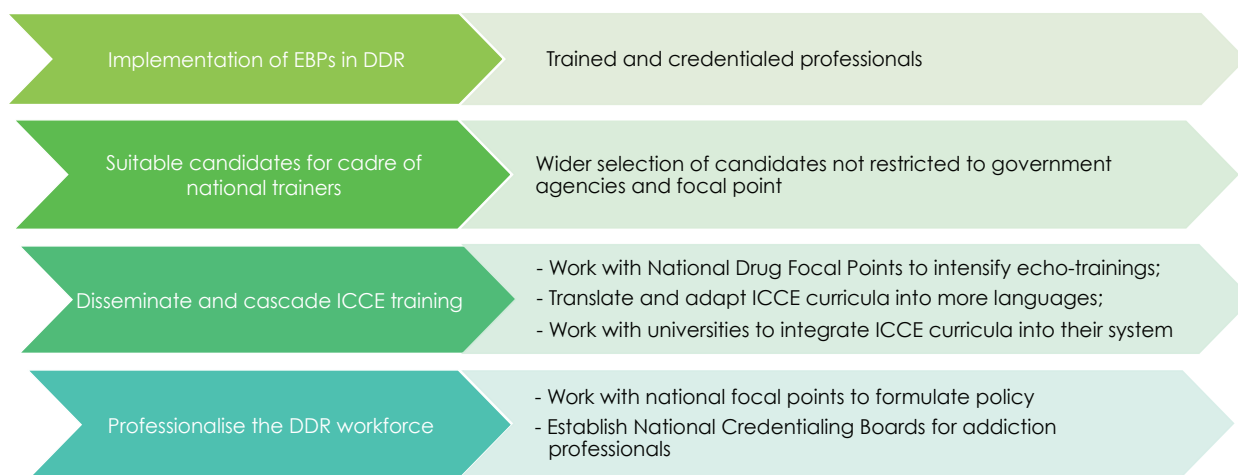 Implementation of EBPs in DDR
Trained and credentialed professionals
Suitable candidates for cadre of
national trainers
Wider selection of candidates not restricted to government
agencies and focal point
Disseminate and cascade ICCE training
- Work with National Drug Focal Points to intensify echo-trainings;
- Translate and adapt ICCE curricula into more languages;
- Work with universities to integrate ICCE curricula into their system
Professionalise the DDR workforce
- Work with national focal points to formulate policy
- Establish National Credentialing Boards for addiction
professionals